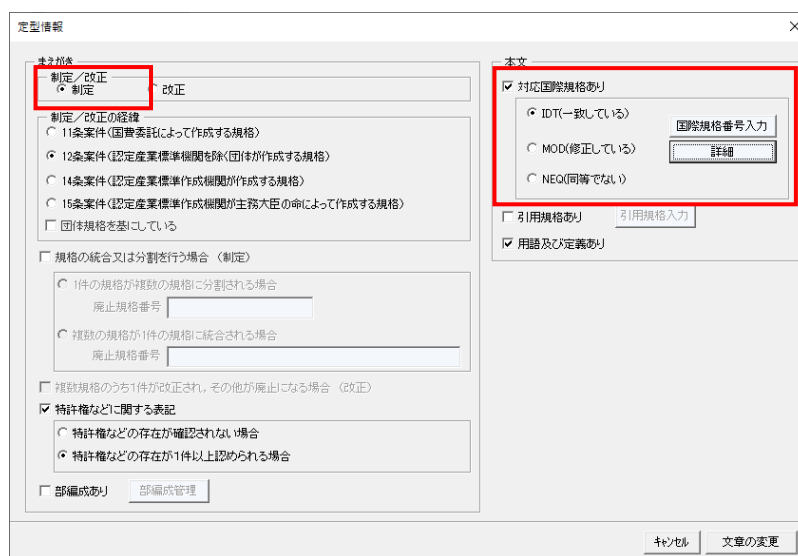 定型情報
まえがき
制定/改正
制定
改正
制定/改正の経緯
11条案件(国費委託によって作成する規格)
12条案件(認定産業標準機関を除く(団体が作成する規格)
14条案件(認定産業標準作成機関が作成する規格)
15条案件(認定産業標準作成機関が主務大臣の命によって作成する規格)
団体規格を基にしている
規格の統合又は分割を行う場合 (制定)
1件の規格が複数の規格に分割される場合
廃止規格番号
複数の規格が1件の規格に統合される場合
廃止規格番号
複数規格のうち1件が改正され,その他が廃止になる場合 (改正)
特許権などに関する表記
特許権などの存在が確認されない場合
特許権などの存在が1件以上認められる場合
部編成あり
部編成管理
本文
対応国際規格あり
IDT(一致している)
国際規格番号入力
MOD(修正している)
詳細
NEQ(同等でない)
引用規格あり
引用規格入力
用語及び定義あり
キャンセル
文章の変更